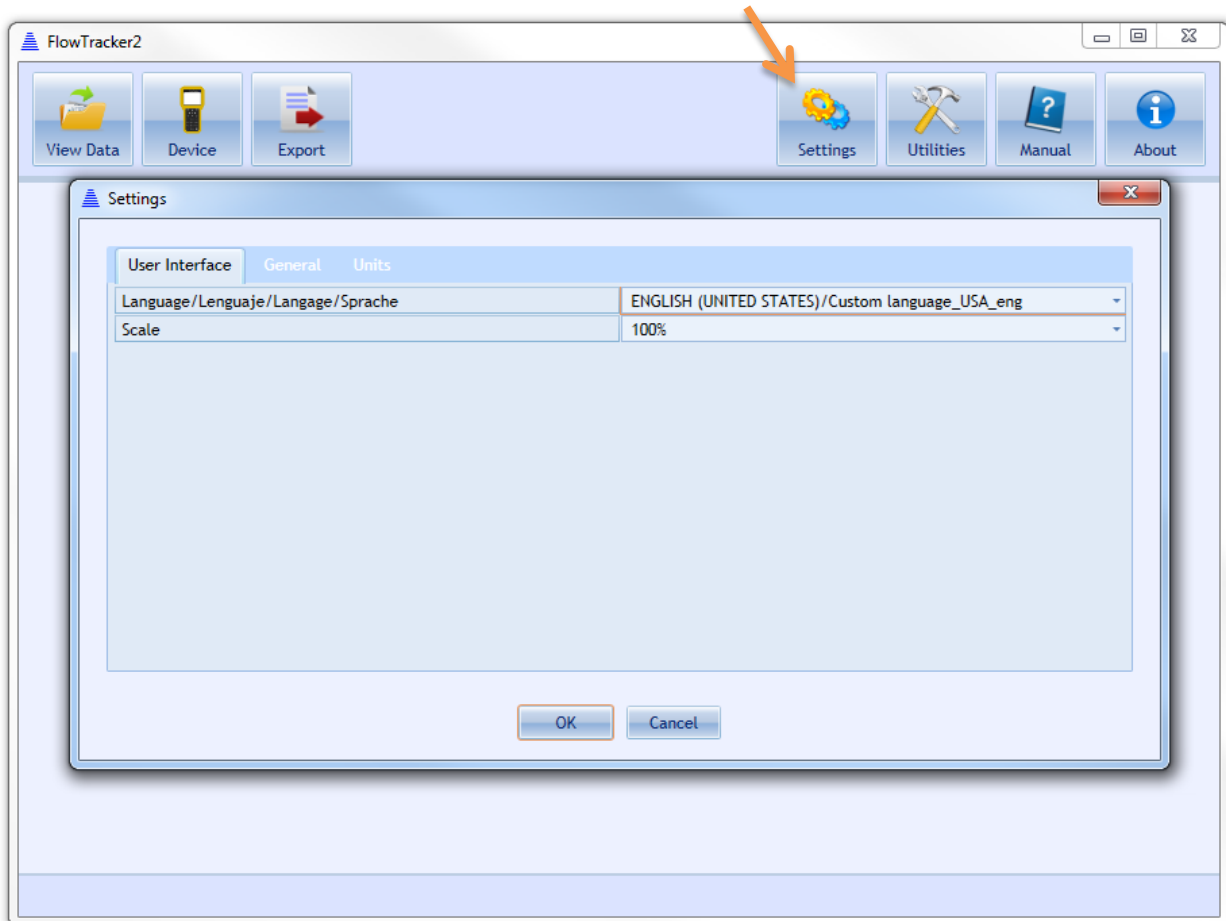 FlowTracker2
View Data Device Export Settings Utilities Manual About
Settings
User Interface General Units
Language/Lenguaje/Langage/Sprache ENGLISH (UNITED STATES)/Custom language_USA_eng
Scale 100%
OK Cancel